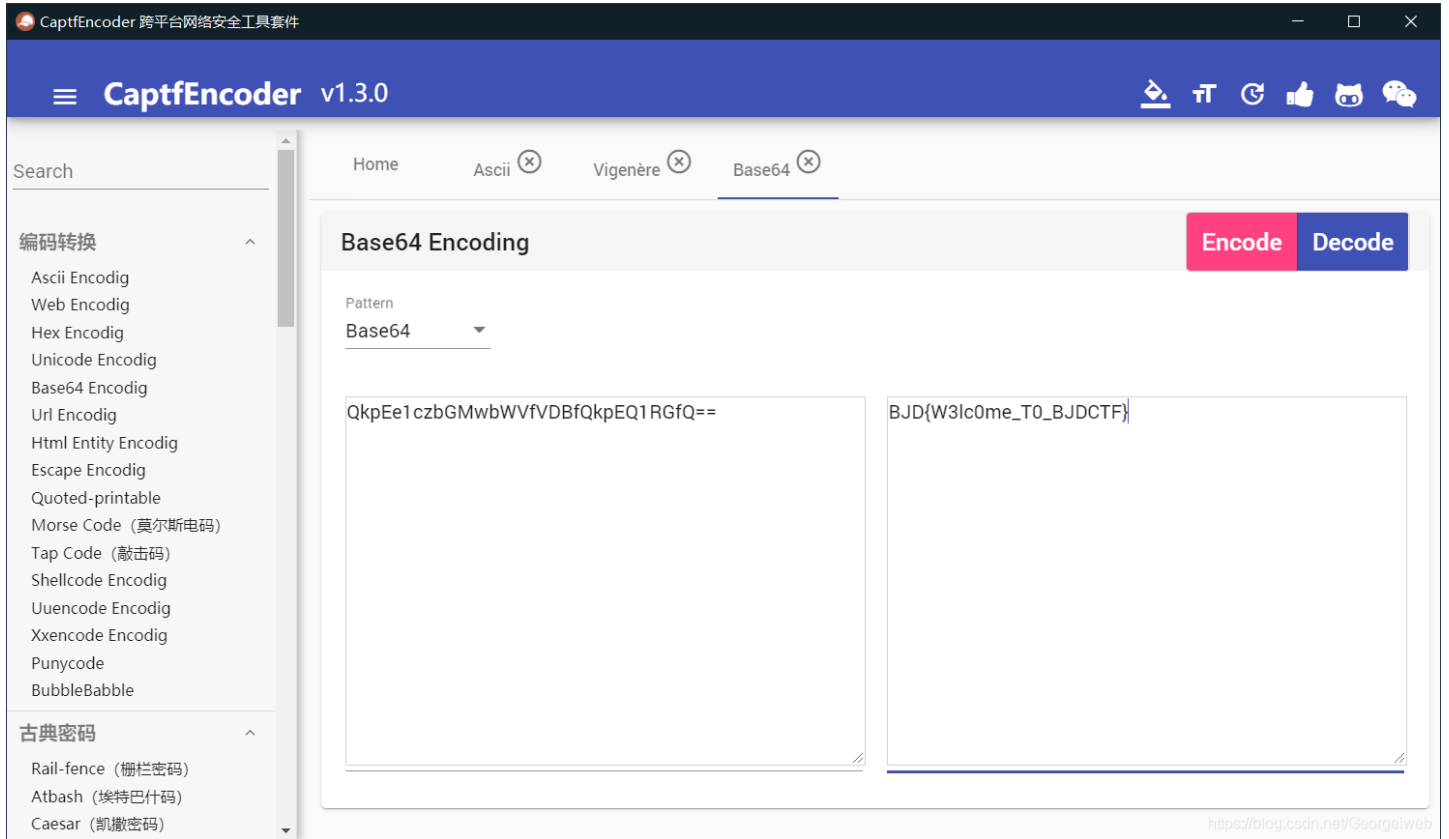 CaptfEncoder 跨平台网络安全工具套件
CaptfEncoder v1.3.0
Search
编码转换
Ascii Encodig
Web Encodig
Hex Encodig
Unicode Encodig
Base64 Encodig
Url Encodig
Html Entity Encodig
Escape Encodig
Quoted-printable
Morse Code（莫尔斯电码）
Tap Code（敲击码）
Shellcode Encodig
Uuencode Encodig
Xxencode Encodig
Punycode
BubbleBabble
古典密码
Rail-fence（栅栏密码）
Atbash（埃特巴什码）
Caesar（凯撒密码）
Home Ascii Vigenère Base64
Base64 Encoding Encode Decode
Pattern
Base64
QkpEe1czbGMwbWVfVDBfQkpEQ1RGfQ==
BJD{W3lc0me_T0_BJDCTF}
https://blog.csdn.net/Georgeiweb